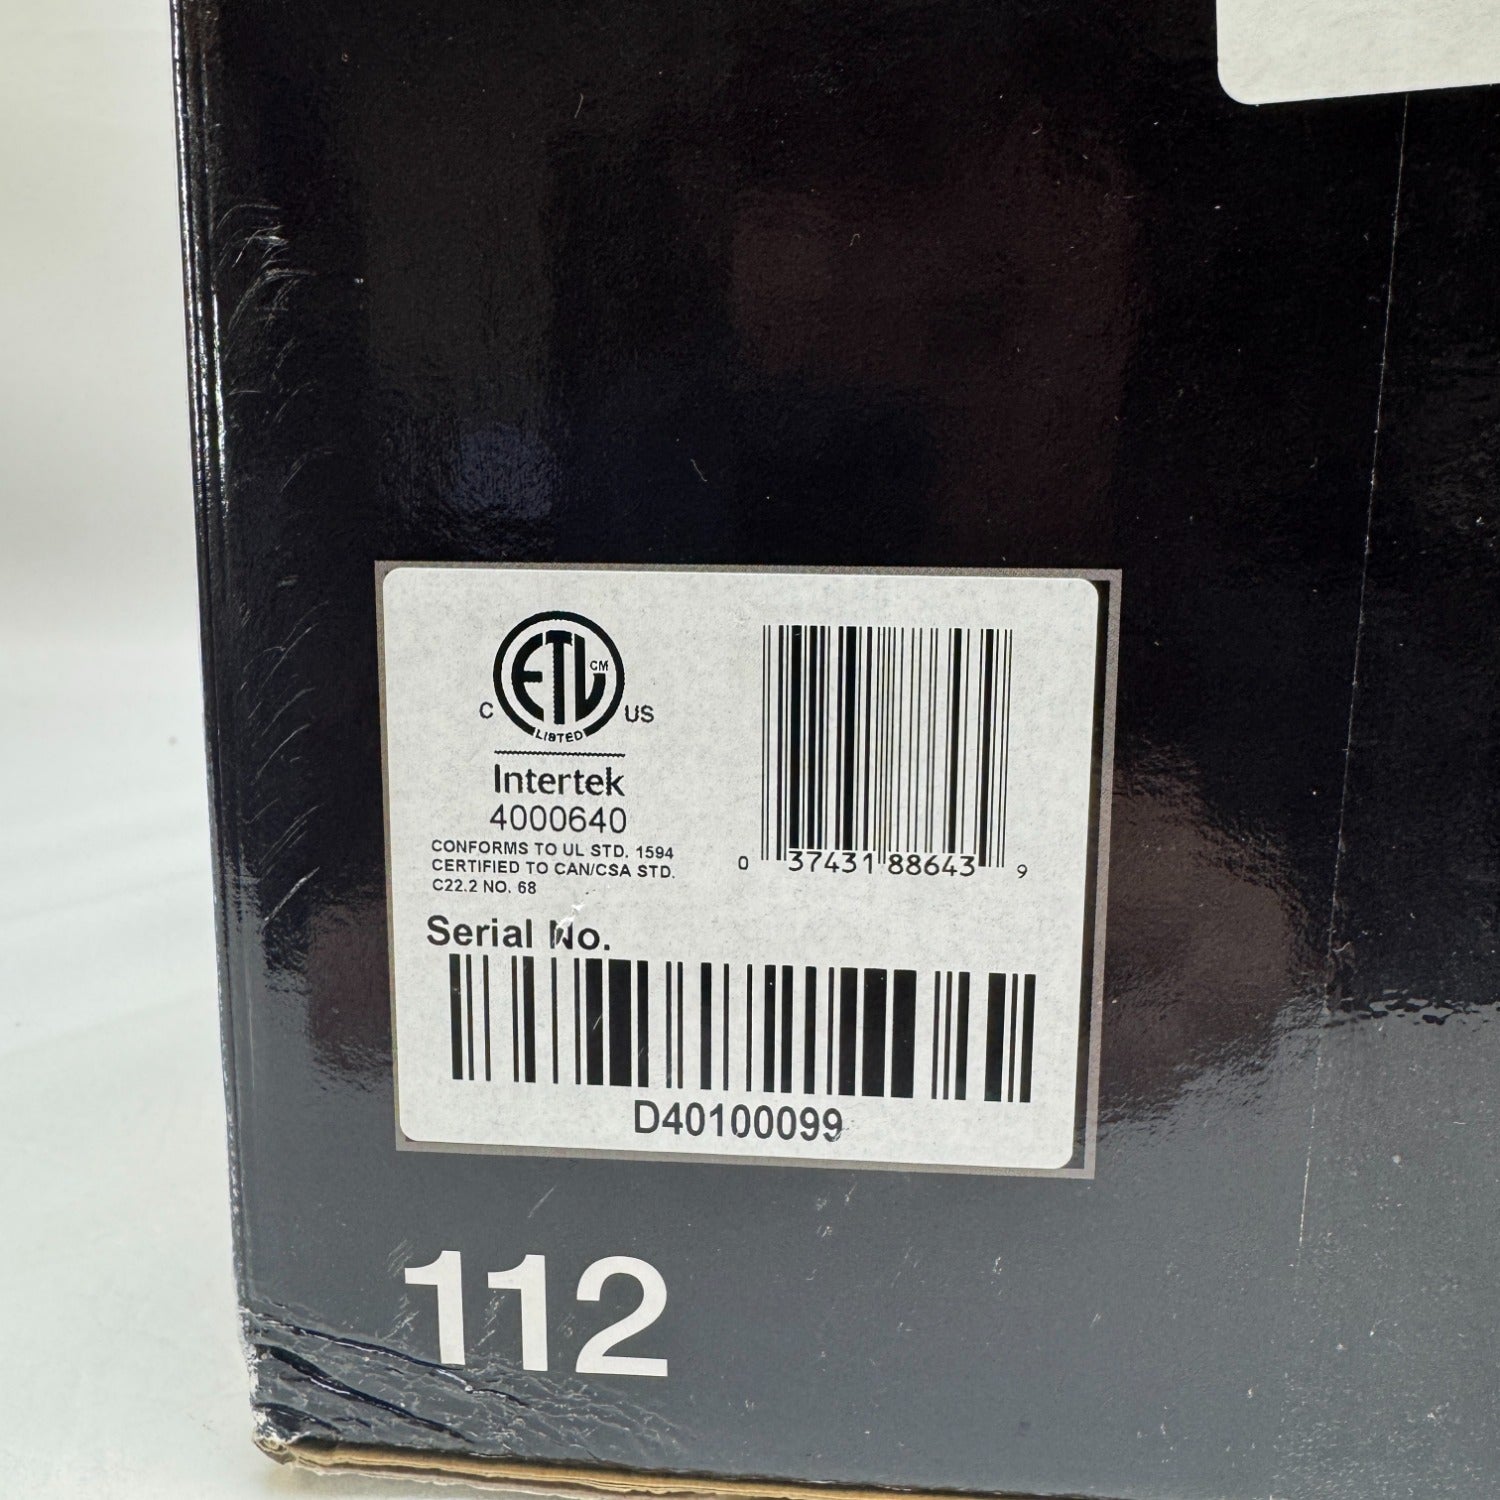 ETL CM
C US
LISTED
Intertek
4000640
CONFORMS TO UL STD. 1594
CERTIFIED TO CAN/CSA STD.
C22.2 NO. 68
0 37431 88643 9
Serial No.
D40100099
112